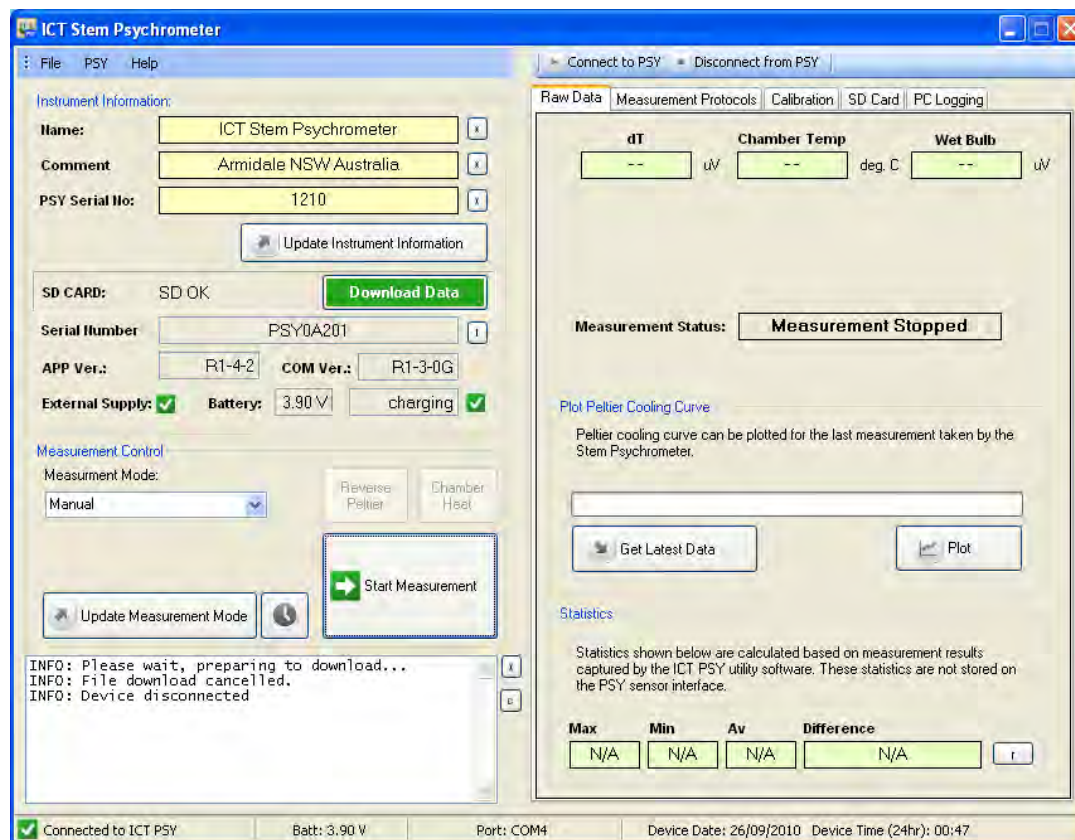 ICT Stem Psychrometer
File PSY Help
Connect to PSY Disconnect from PSY
Instrument Information:
Name: ICT Stem Psychrometer x
Comment Armidale NSW Australia x
PSY Serial No: 1210 x
Update Instrument Information
SD CARD: SD OK Download Data
Serial Number PSY0A201
APP Ver.: R1-4-2 COM Ver.: R1-3-0G
External Supply: Battery: 3.90 V charging
Measurement Control
Measurment Mode:
Manual
Reverse Peltier
Chamber Heat
Start Measurement
Update Measurement Mode
INFO: Please wait, preparing to download...
INFO: File download cancelled.
INFO: Device disconnected
Raw Data Measurement Protocols Calibration SD Card PC Logging
dT Chamber Temp Wet Bulb
-- uV -- deg. C -- uV
Measurement Status: Measurement Stopped
Plot Peltier Cooling Curve
Peltier cooling curve can be plotted for the last measurement taken by the
Stem Psychrometer.
Get Latest Data Plot
Statistics
Statistics shown below are calculated based on measurement results
captured by the ICT PSY utility software. These statistics are not stored on
the PSY sensor interface.
Max Min Av Difference
N/A N/A N/A N/A r
Connected to ICT PSY Batt: 3.90 V Port: COM4 Device Date: 26/09/2010 Device Time (24hr): 00:47